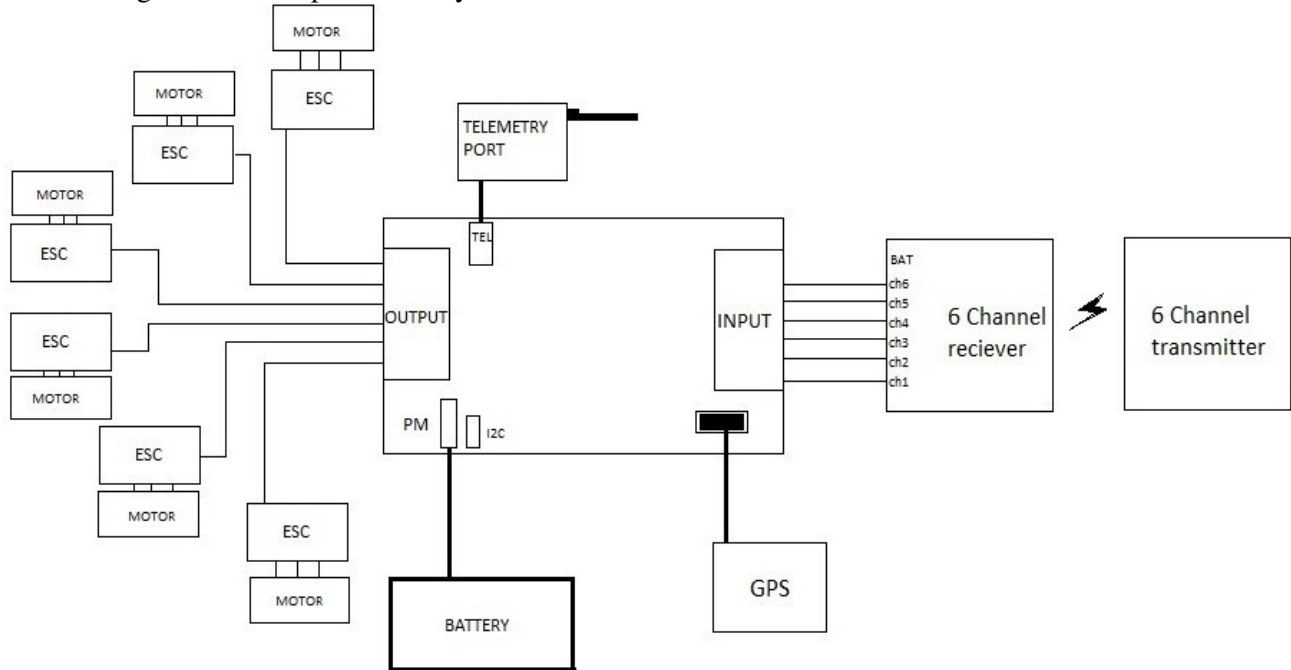 MOTOR
ESC
MOTOR
ESC
MOTOR
ESC
ESC
MOTOR
ESC
MOTOR
ESC
MOTOR
TELEMETRY
PORT
TEL
OUTPUT
INPUT
PM
I2C
BATTERY
GPS
BAT
ch6
ch5
ch4
ch3
ch2
ch1
6 Channel
reciever
6 Channel
transmitter